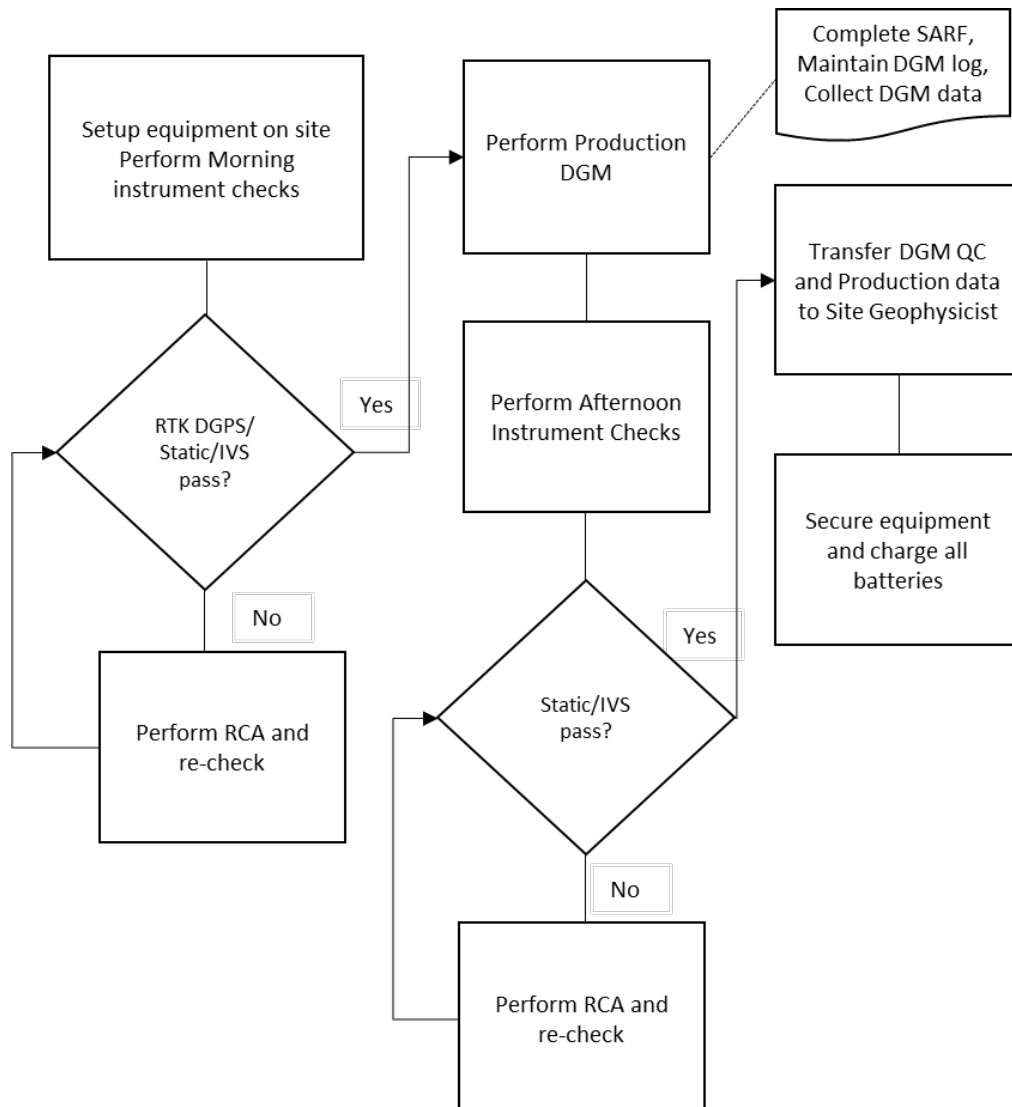 Setup equipment on site
Perform Morning
instrument checks
RTK DGPS/
Static/IVS
pass?
Yes
No
Perform RCA and
re-check
Perform Production
DGM
Complete SARF,
Maintain DGM log,
Collect DGM data
Perform Afternoon
Instrument Checks
Static/IVS
pass?
Yes
No
Perform RCA and
re-check
Transfer DGM QC
and Production data
to Site Geophysicist
Secure equipment
and charge all
batteries